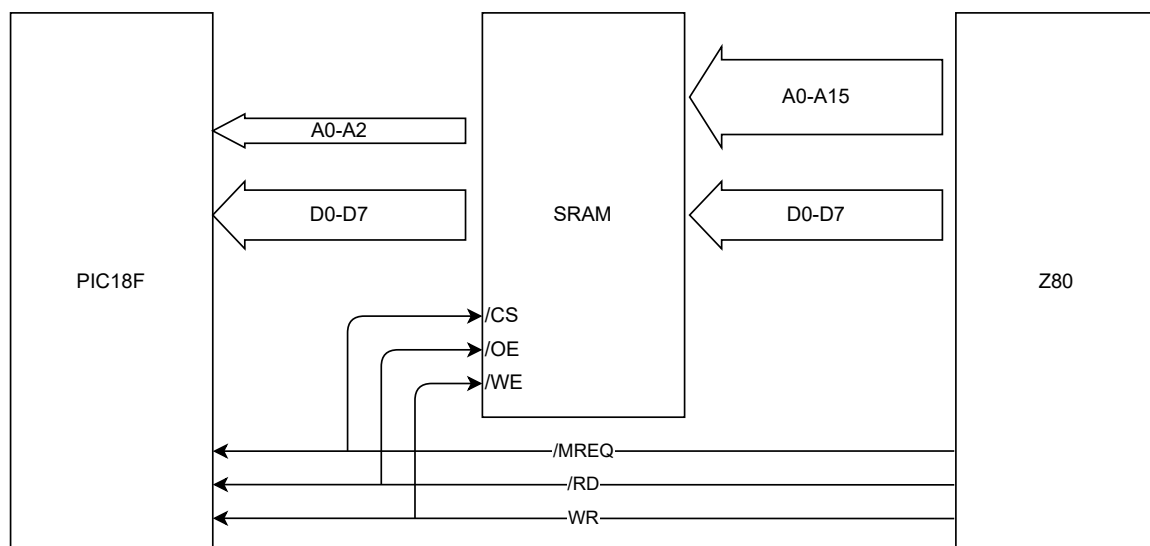 A0-A15
A0-A2
D0-D7
SRAM
D0-D7
PIC18F
Z80
/CS
/OE
/WE
/MREQ
/RD
WR